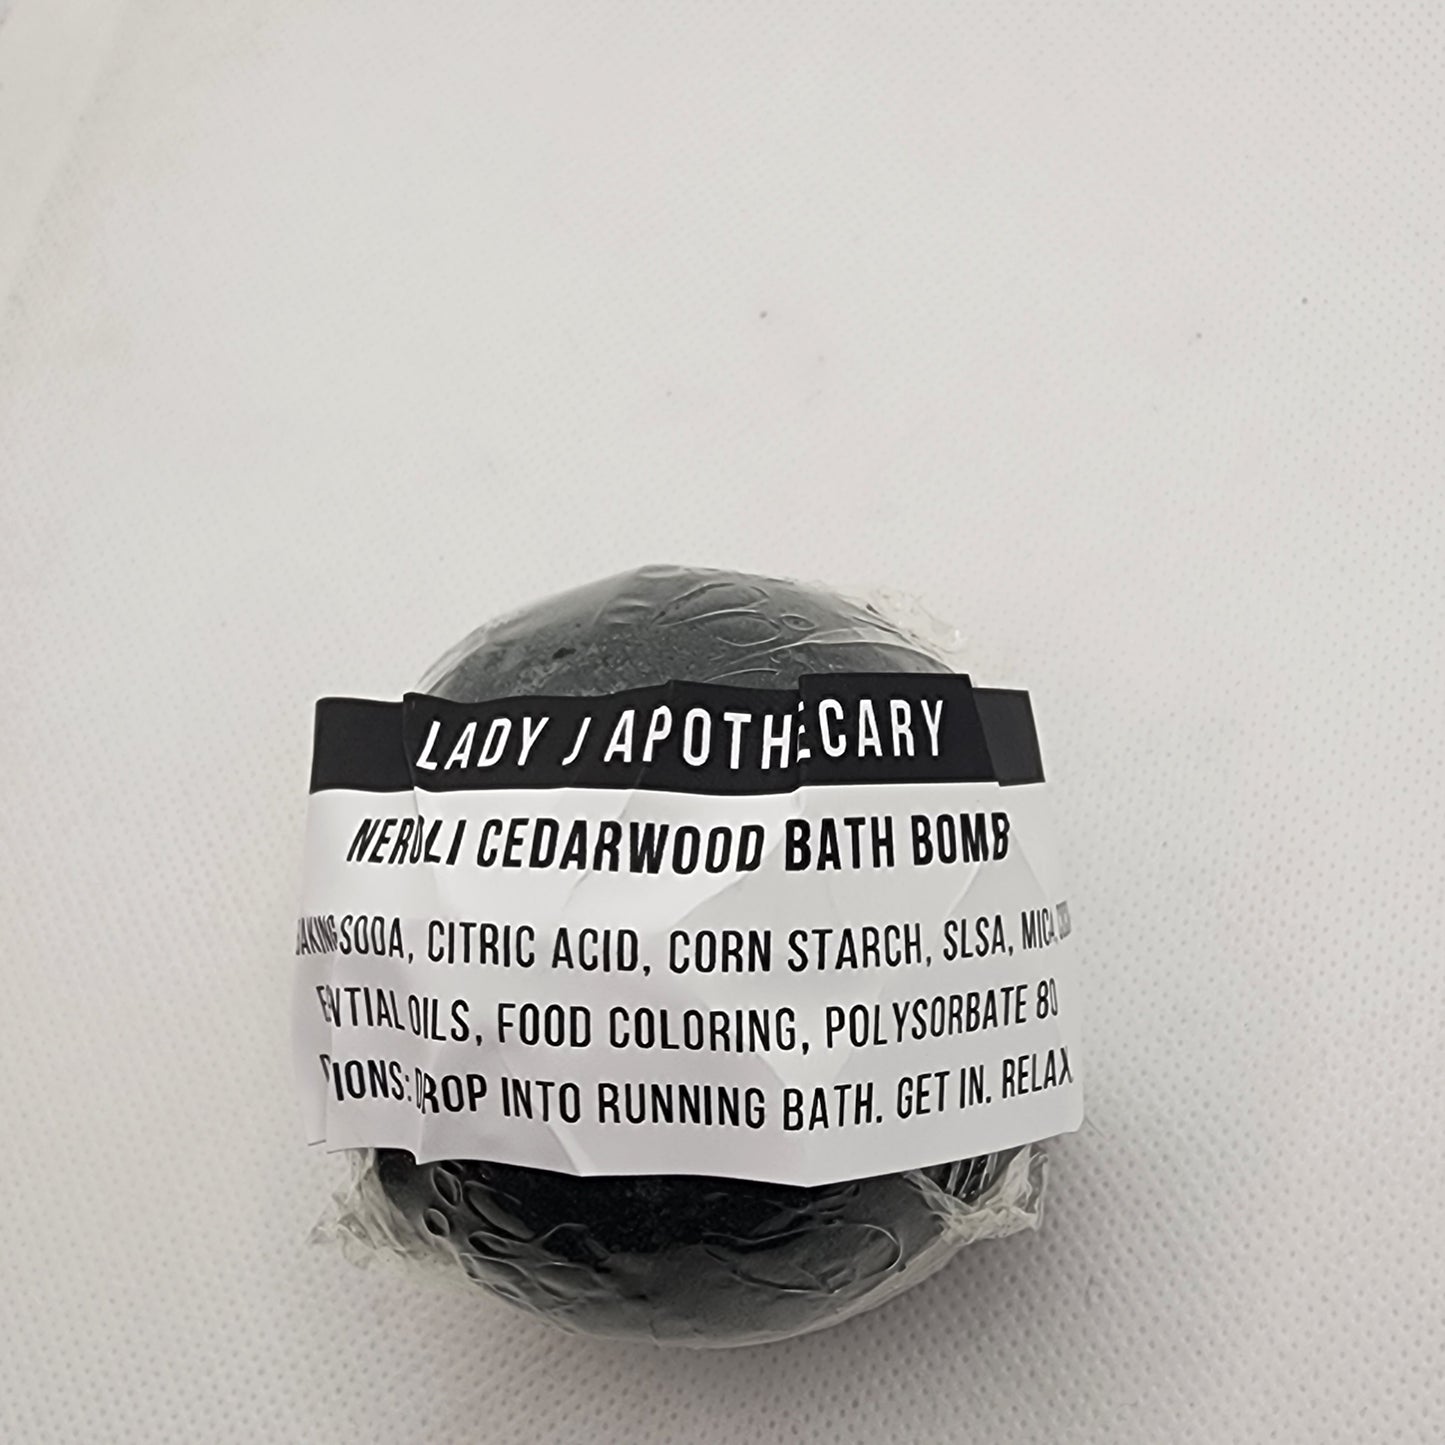 LADY J APOTHECARY
NEROLI CEDARWOOD BATH BOMB
BAKING SODA, CITRIC ACID, CORN STARCH, SLSA, MICA,
OILS, FOOD COLORING, POLYSORBATE 80
DROP INTO RUNNING BATH. GET IN. RELAX